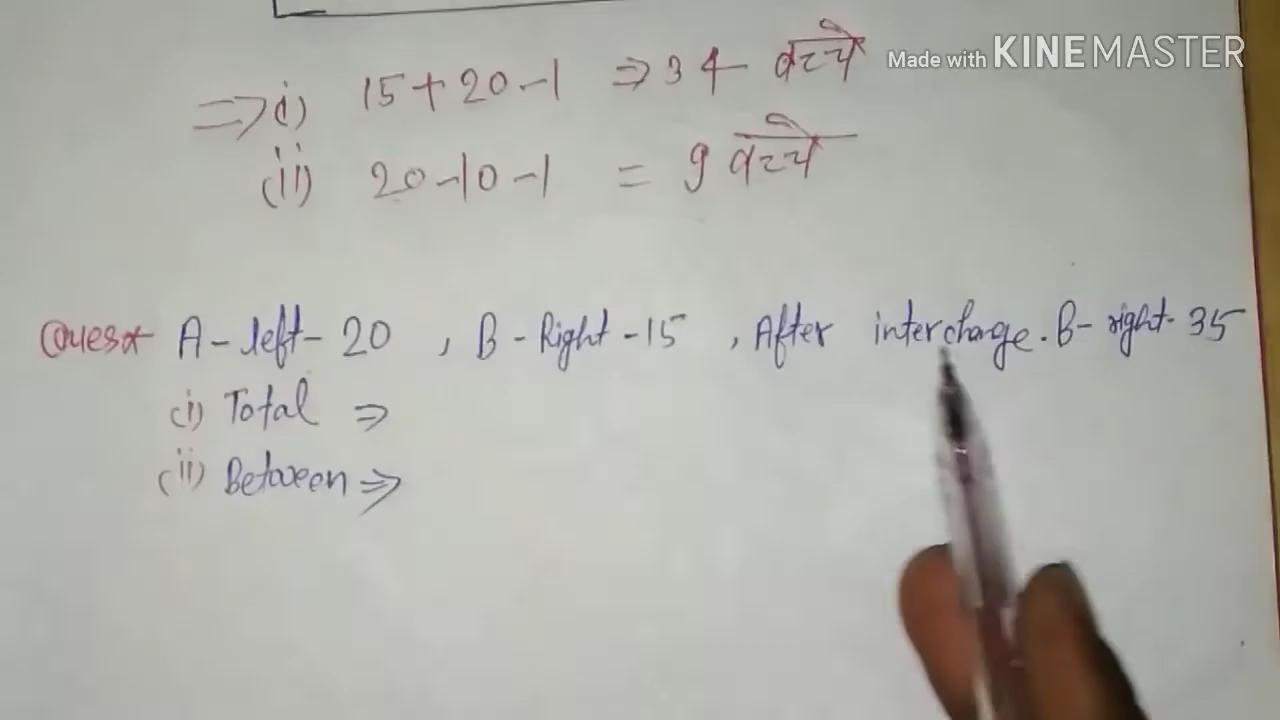 Made with KINEMASTER
=> (i) 15+20-1 => 34 बच्चे
(ii) 20-10-1 = 9 बच्चे
Ques* A-left-20 , B-Right-15 , After interchange. B-right-35
(i) Total =>
(ii) Between =>